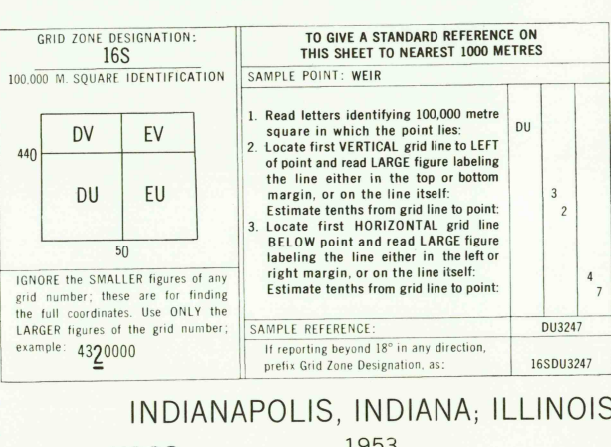 GRID ZONE DESIGNATION:
16S
100,000 M. SQUARE IDENTIFICATION
DV EV
440
DU EU
50
IGNORE the SMALLER figures of any
grid number; these are for finding
the full coordinates. Use ONLY the
LARGER figures of the grid number;
example: 4320000
TO GIVE A STANDARD REFERENCE ON
THIS SHEET TO NEAREST 1000 METRES
SAMPLE POINT: WEIR
1. Read letters identifying 100,000 metre
square in which the point lies: DU
2. Locate first VERTICAL grid line to LEFT
of point and read LARGE figure labeling
the line either in the top or bottom
margin, or on the line itself: 3
Estimate tenths from grid line to point: 2
3. Locate first HORIZONTAL grid line
BELOW point and read LARGE figure
labeling the line either in the left or
right margin, or on the line itself: 4
Estimate tenths from grid line to point: 7
SAMPLE REFERENCE: DU3247
If reporting beyond 18° in any direction,
prefix Grid Zone Designation, as: 16SDU3247
INDIANAPOLIS, INDIANA; ILLINOIS
1953